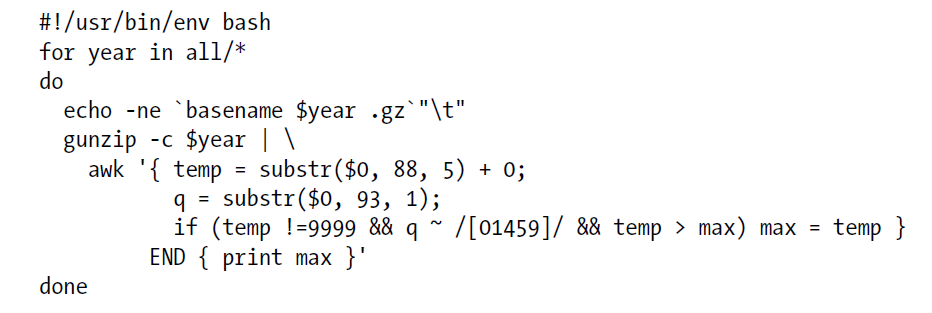 #!/usr/bin/env bash
for year in all/*
do
  echo -ne `basename $year .gz`"\t"
  gunzip -c $year | \
    awk '{ temp = substr($0, 88, 5) + 0;
           q = substr($0, 93, 1);
           if (temp !=9999 && q ~ /[01459]/ && temp > max) max = temp }
         END { print max }'
done